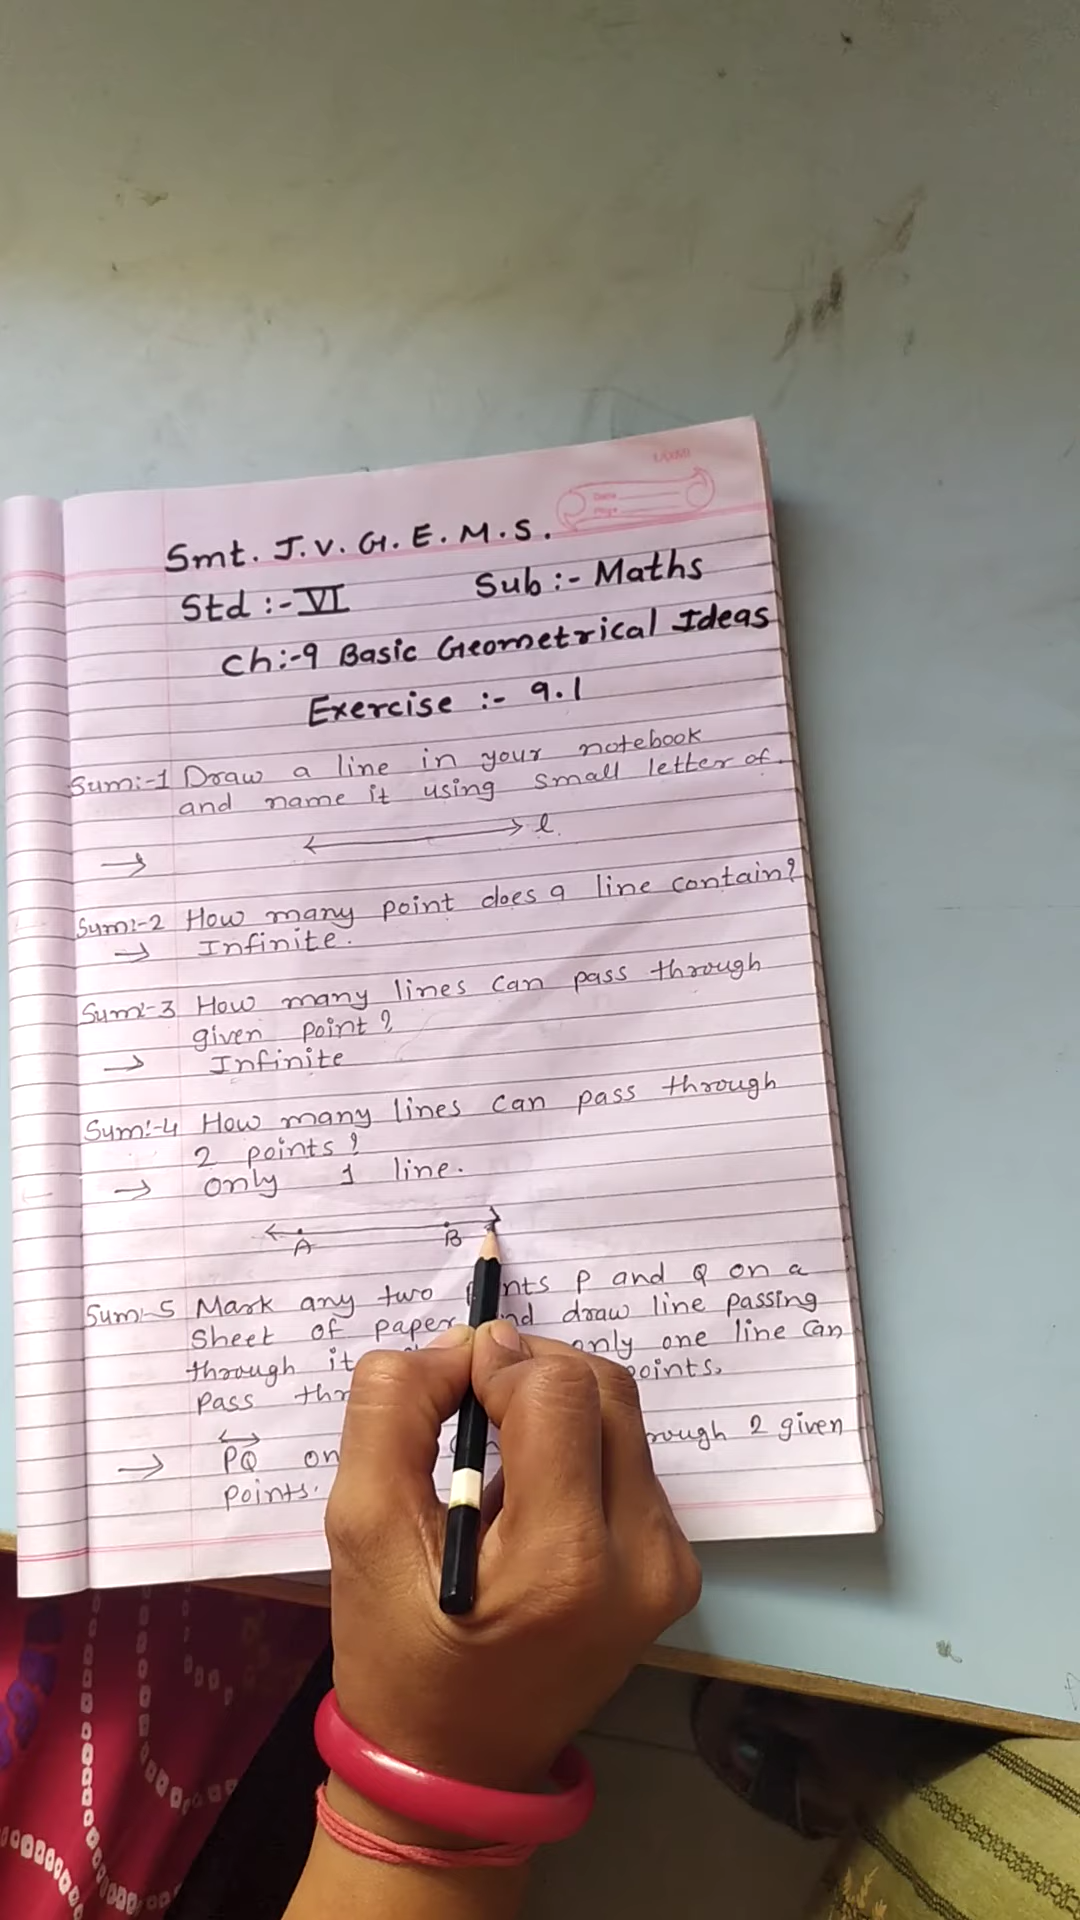 Smt. J.V.G.E.M.S.
Std :- VI Sub :- Maths
Ch:-9 Basic Geometrical Ideas
Exercise :- 9.1
Sum:-1 Draw a line in your notebook
and name it using small letter of.
→ l.
Sum:-2 How many point does a line contain?
→ Infinite.
Sum:-3 How many lines can pass through
given point?
→ Infinite
Sum:-4 How many lines can pass through
2 points?
→ only 1 line.
A B
Sum:-5 Mark any two P and Q on a
Sheet of paper draw line passing
through it only one line can
pass points.
→ PQ 2 given
points.